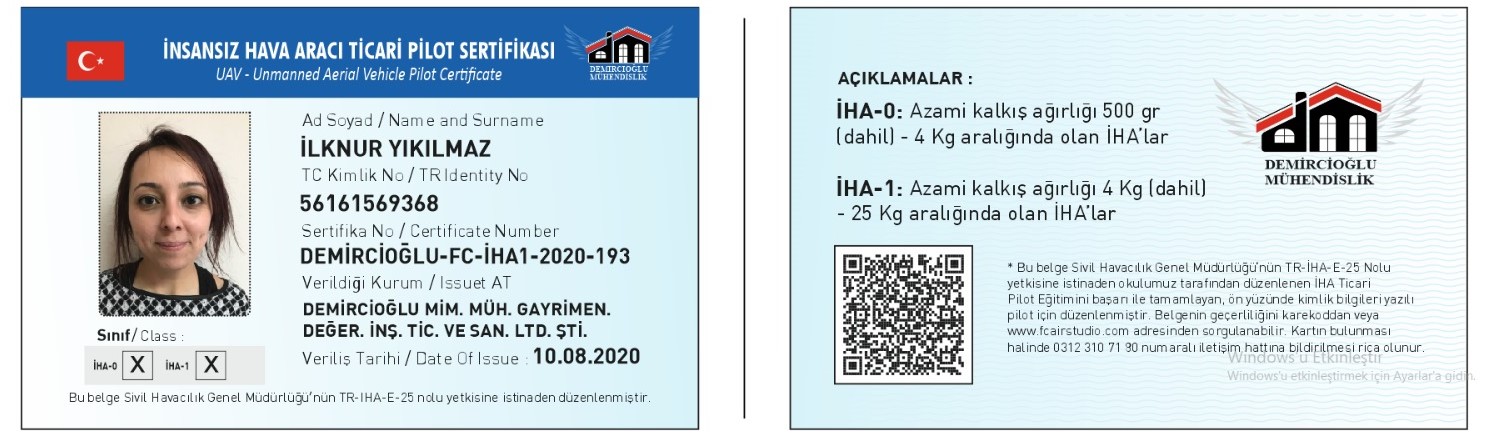 İNSANSIZ HAVA ARACI TİCARİ PİLOT SERTİFİKASI
UAV - Unmanned Aerial Vehicle Pilot Certificate
DEMİRCİOĞLU
MÜHENDİSLİK
Ad Soyad / Name and Surname
İLKNUR YIKILMAZ
TC Kimlik No / TR Identity No
56161569368
Sertifika No / Certificate Number
DEMİRCİOĞLU-FC-İHA1-2020-193
Verildiği Kurum / Issuet AT
DEMİRCİOĞLU MİM. MÜH. GAYRİMEN.
DEĞER. İNŞ. TİC. VE SAN. LTD. ŞTİ.
Veriliş Tarihi / Date Of Issue : 10.08.2020
Sınıf/ Class :
İHA-0 X İHA-1 X
Bu belge Sivil Havacılık Genel Müdürlüğü'nün TR-IHA-E-25 nolu yetkisine istinaden düzenlenmiştir.
AÇIKLAMALAR :
İHA-0: Azami kalkış ağırlığı 500 gr
(dahil) - 4 Kg aralığında olan İHA'lar
İHA-1: Azami kalkış ağırlığı 4 Kg (dahil)
- 25 Kg aralığında olan İHA'lar
DEMİRCİOĞLU
MÜHENDİSLİK
* Bu belge Sivil Havacılık Genel Müdürlüğü'nün TR-İHA-E-25 Nolu
yetkisine istinaden okulumuz tarafından düzenlenen İHA Ticari
Pilot Eğitimini başarı ile tamamlayan, ön yüzünde kimlik bilgileri yazılı
pilot için düzenlenmiştir. Belgenin geçerliliğini karekoddan veya
www.fcairstudio.com adresinden sorgulanabilir. Kartın bulunması
halinde 0312 310 71 80 numaralı iletişim hattına bildirilmesi rica olunur.
Windows'u Etkinleştir
Windows'u etkinleştirmek için Ayarlar'a gidin.